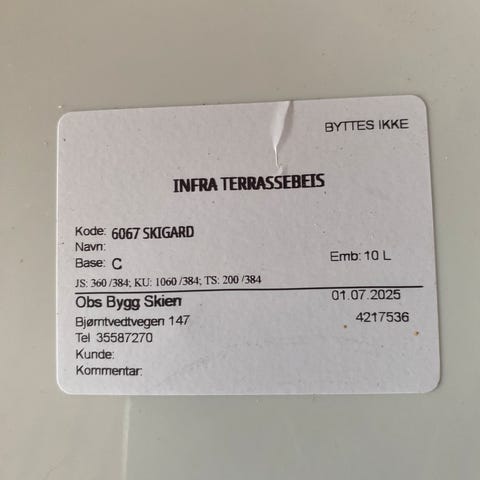 BYTTES IKKE
INFRA TERRASSEBEIS
Kode: 6067 SKIGARD
Navn:
Base: C
Emb: 10 L
JS: 360 /384; KU: 1060 /384; TS: 200 /384
Obs Bygg Skien
01.07.2025
Bjørntvedtvegen 147
4217536
Tel 35587270
Kunde:
Kommentar: